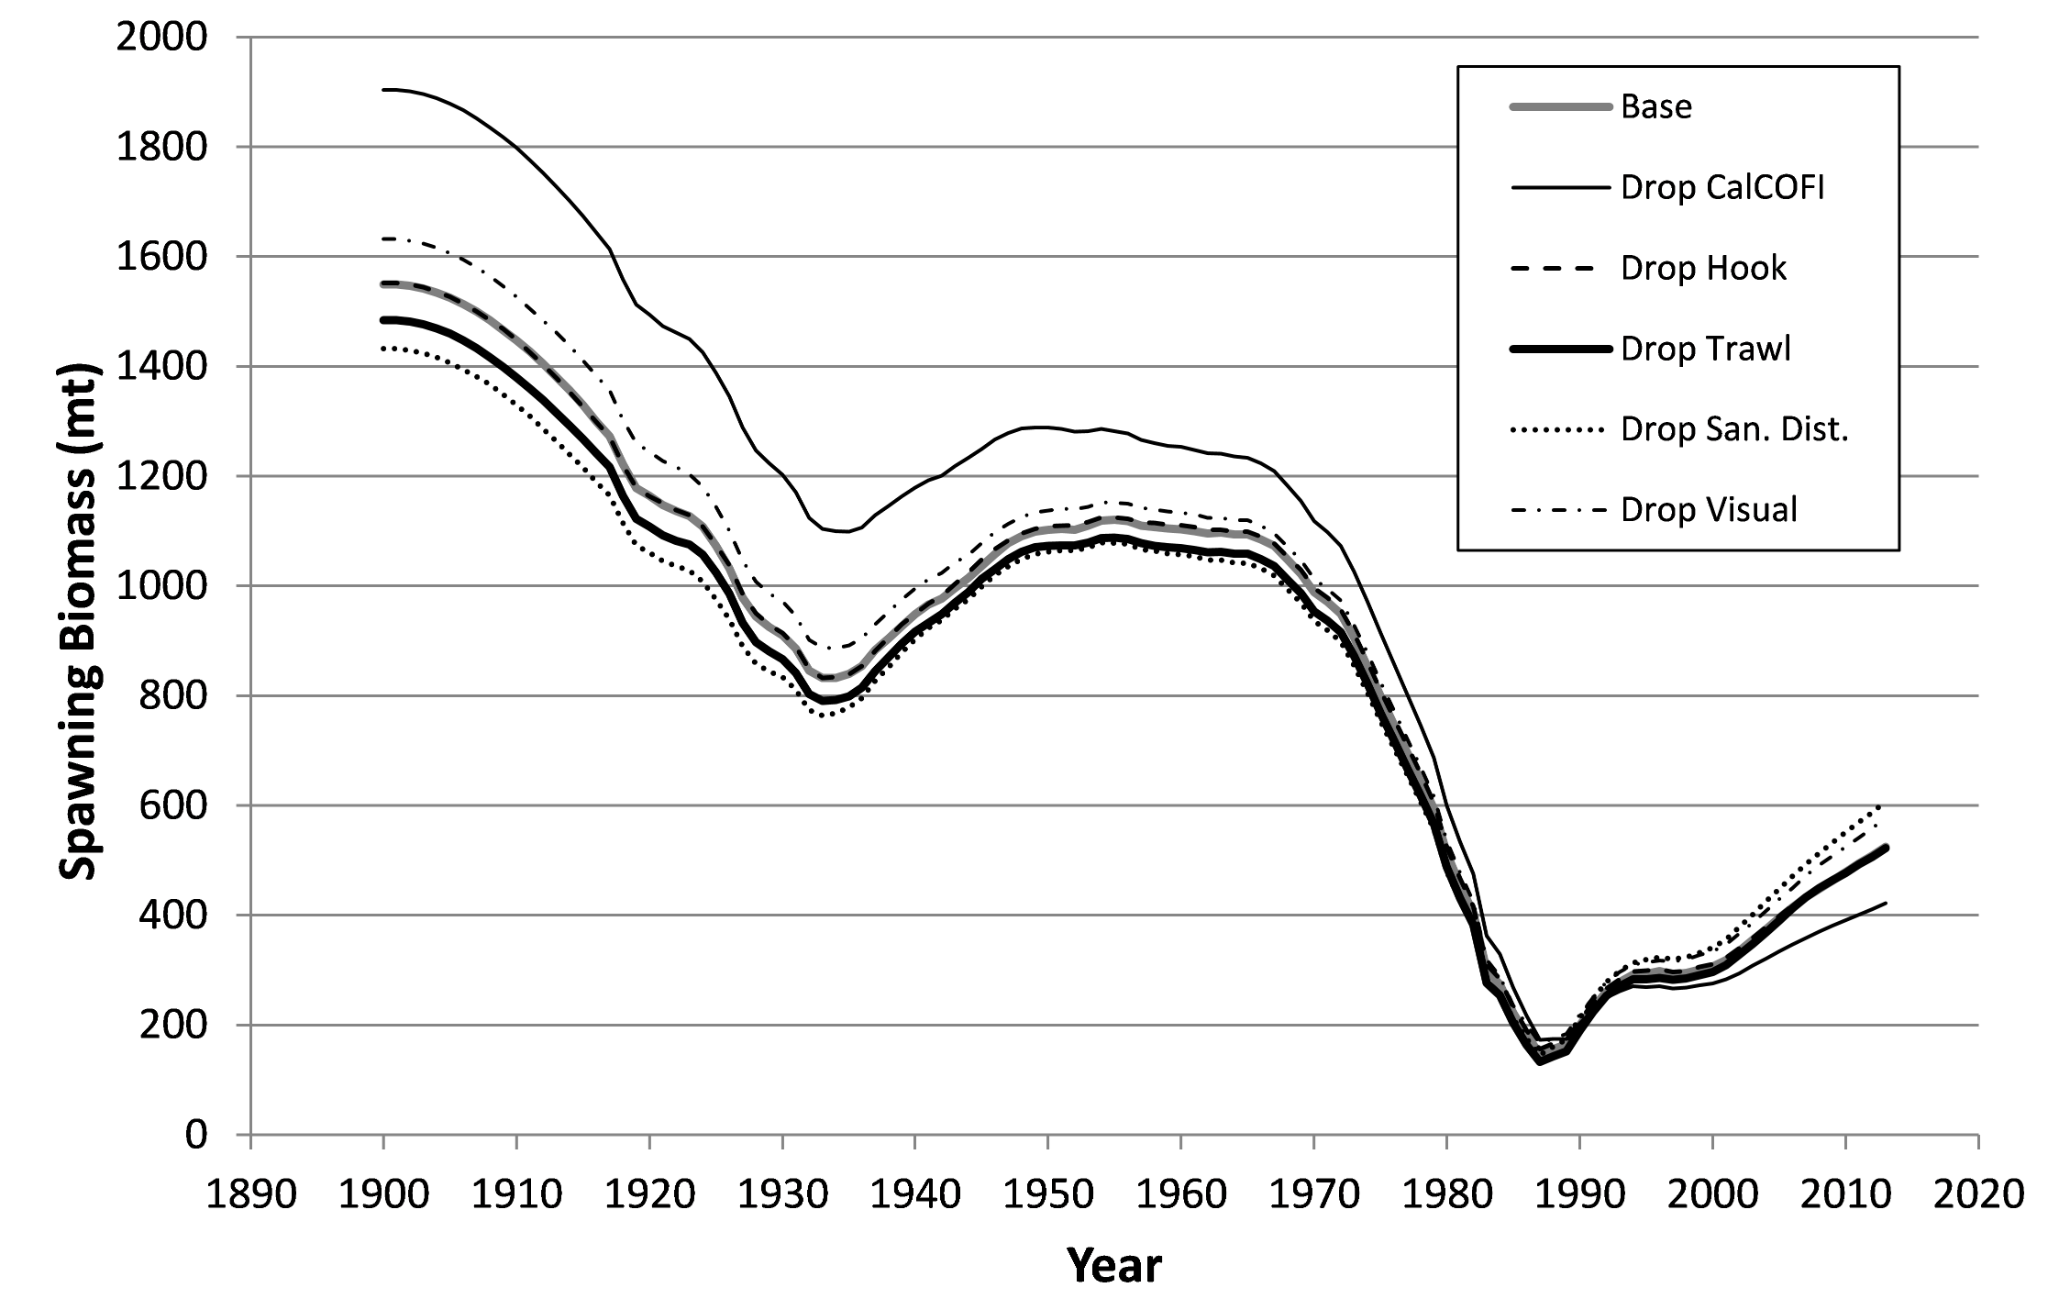 2000
1800
1600
1400
1200
1000
800
600
400
200
0
Spawning Biomass (mt)
Base
Drop CalCOFI
Drop Hook
Drop Trawl
Drop San. Dist.
Drop Visual
1890 1900 1910 1920 1930 1940 1950 1960 1970 1980 1990 2000 2010 2020
Year